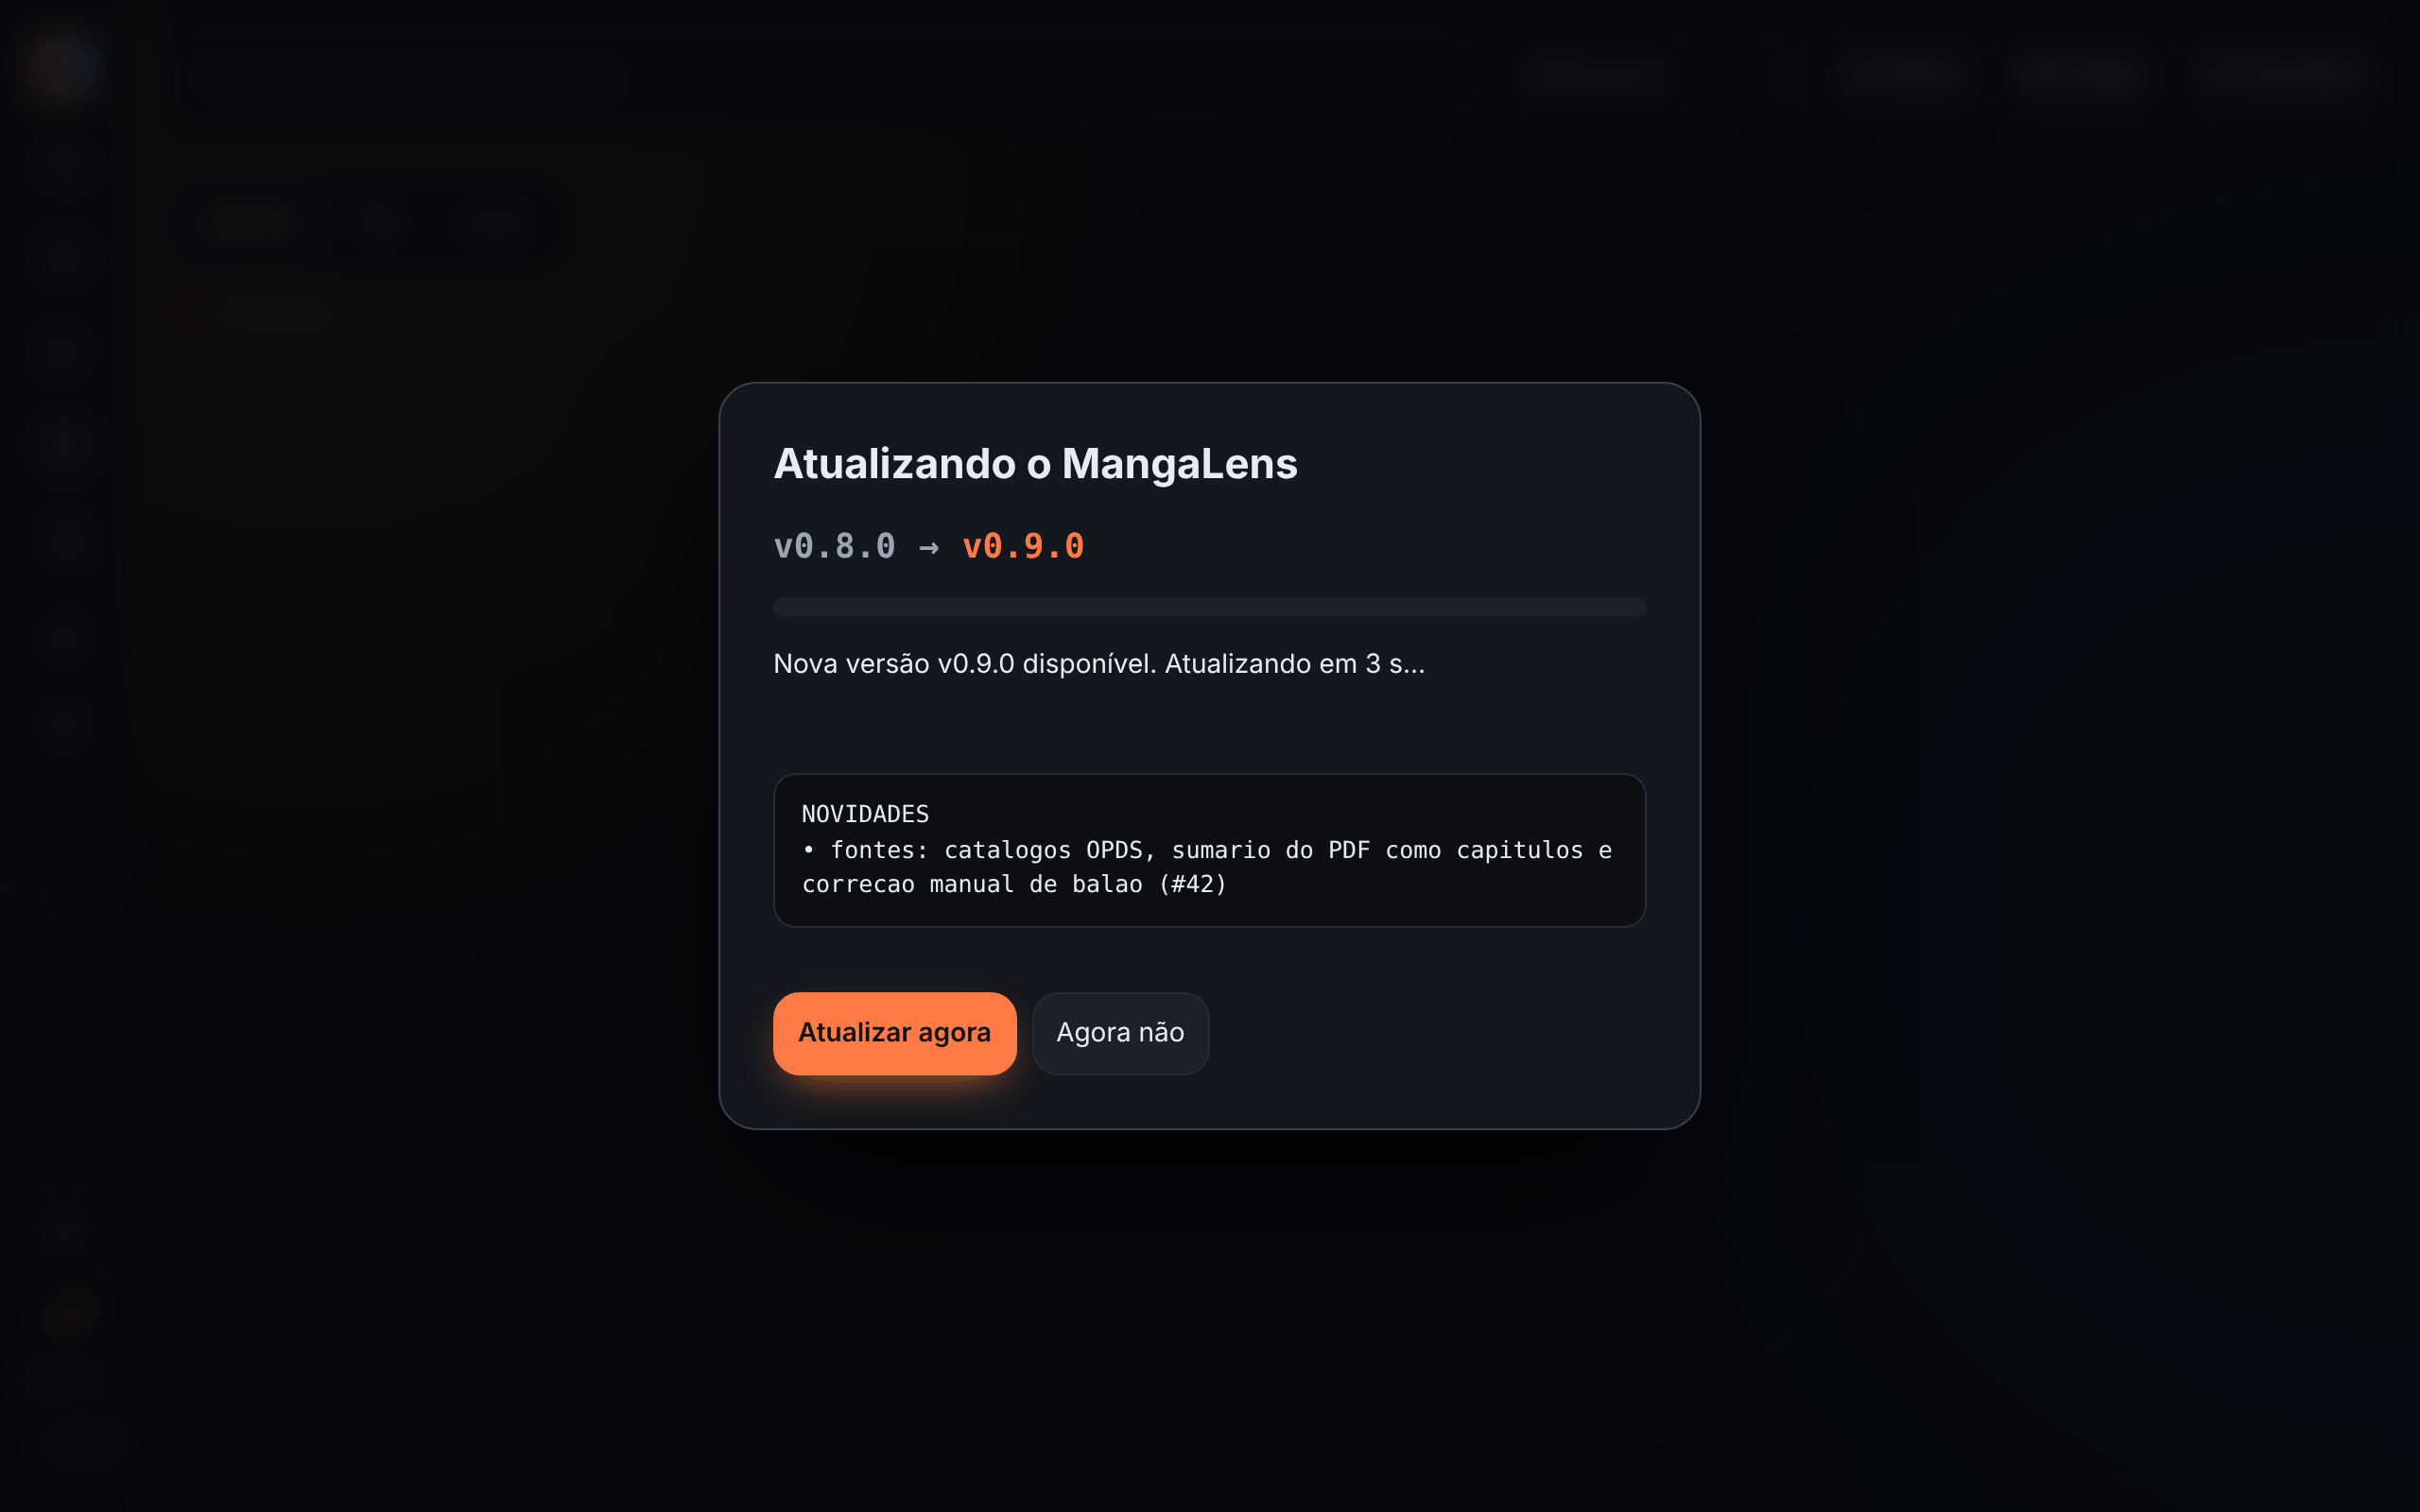 Atualizando o MangaLens
v0.8.0 → v0.9.0
Nova versão v0.9.0 disponível. Atualizando em 3 s...
NOVIDADES
• fontes: catalogos OPDS, sumario do PDF como capitulos e
correcao manual de balao (#42)
Atualizar agora
Agora não